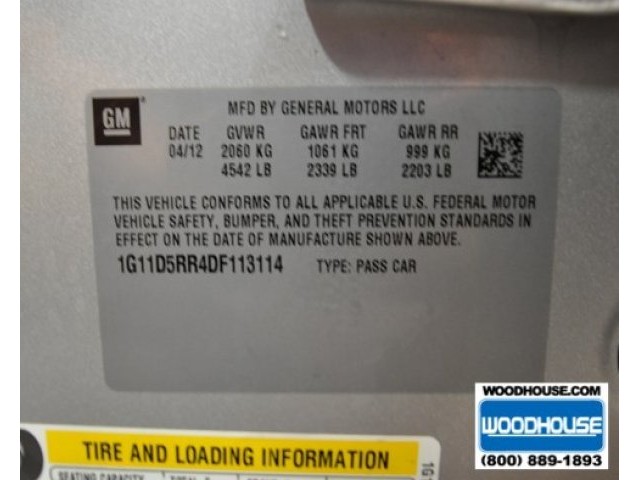 GM
MFD BY GENERAL MOTORS LLC
DATE GVWR GAWR FRT GAWR RR
04/12 2060 KG 1061 KG 999 KG
4542 LB 2339 LB 2203 LB
THIS VEHICLE CONFORMS TO ALL APPLICABLE U.S. FEDERAL MOTOR
VEHICLE SAFETY, BUMPER, AND THEFT PREVENTION STANDARDS IN
EFFECT ON THE DATE OF MANUFACTURE SHOWN ABOVE.
1G11D5RR4DF113114 TYPE: PASS CAR
TIRE AND LOADING INFORMATION
SEATING CAPACITY
WOODHOUSE.COM
WOODHOUSE
(800) 889-1893